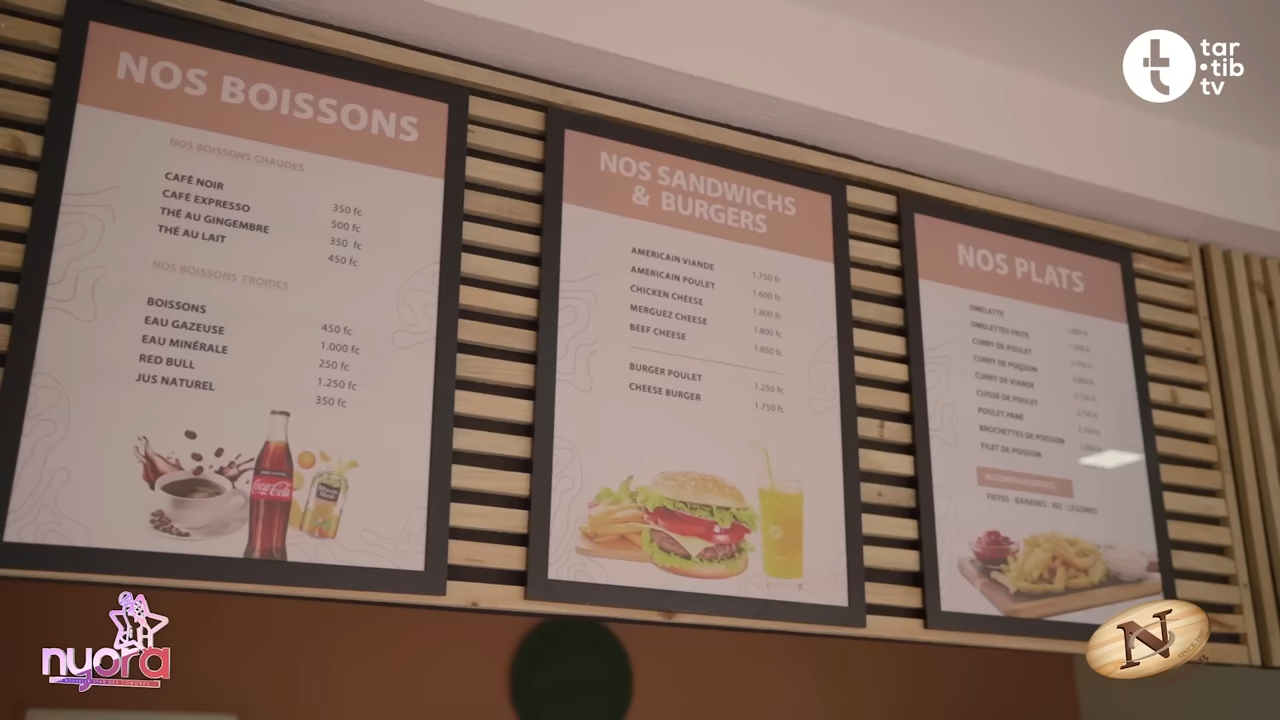 NOS BOISSONS
NOS BOISSONS CHAUDES
CAFÉ NOIR 350 fc
CAFÉ EXPRESSO 500 fc
THÉ AU GINGEMBRE 350 fc
THÉ AU LAIT 450 fc
NOS BOISSONS FROIDES
BOISSONS 450 fc
EAU GAZEUSE 1.000 fc
EAU MINÉRALE 250 fc
RED BULL 1.250 fc
JUS NATUREL 350 fc
Coca-Cola
NOS SANDWICHS
& BURGERS
AMERICAIN VIANDE 1.750 fc
AMERICAIN POULET 1.600 fc
CHICKEN CHEESE 1.800 fc
MERGUEZ CHEESE 1.800 fc
BEEF CHEESE 1.850 fc
BURGER POULET 1.250 fc
CHEESE BURGER 1.750 fc
NOS PLATS
OMELETTE
OMELETTES FRITE
CURRY DE POULET
CURRY DE POISSON
CURRY DE VIANDE
CUISSE DE POULET
POULET PANÉ
BROCHETTES DE POISSON
FILET DE POISSON
FRITES - BANANES - RIZ - LEGUMES
tar
tib
tv
nyora
N
SINCE